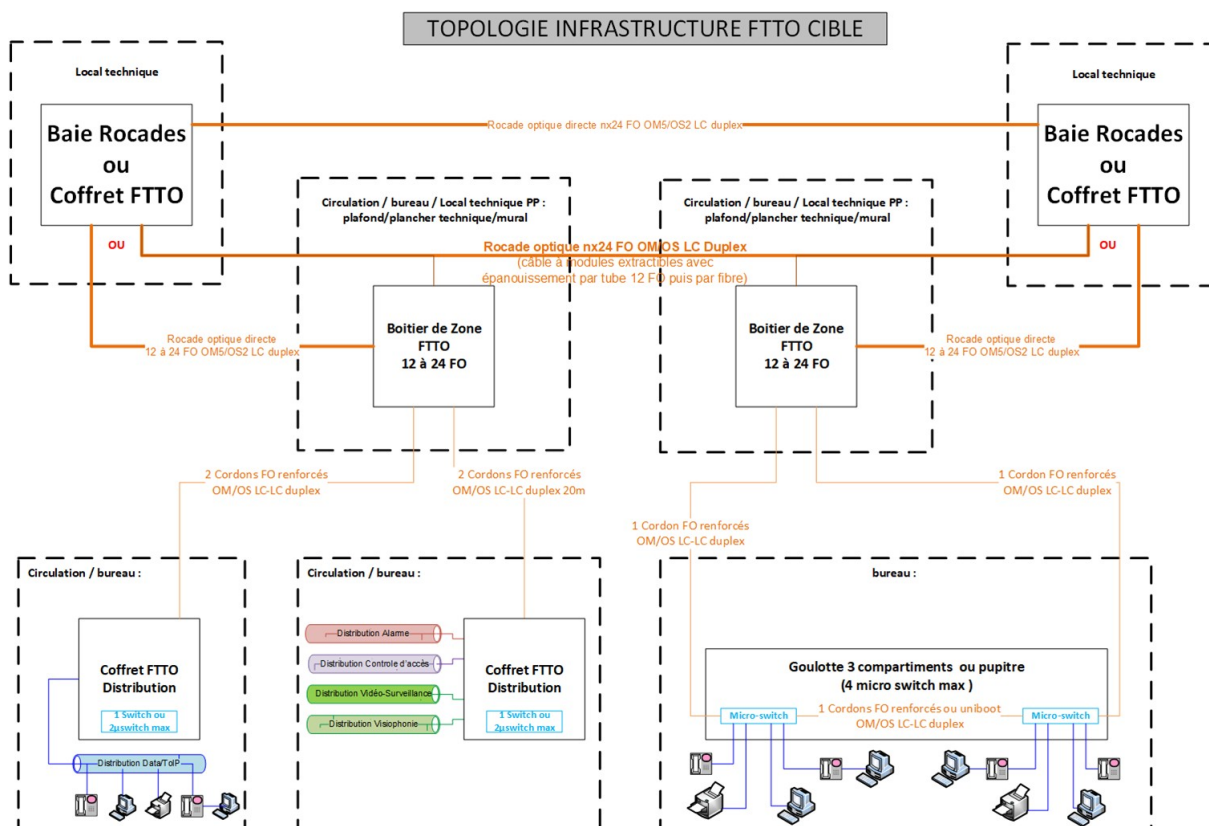 TOPOLOGIE INFRASTRUCTURE FTTO CIBLE
Local technique
Baie Rocades
ou
Coffret FTTO
OU
Local technique
Baie Rocades
ou
Coffret FTTO
OU
Rocade optique directe nx24 FO OM5/OS2 LC duplex
Circulation / bureau / Local technique PP :
plafond/plancher technique/mural
Circulation / bureau / Local technique PP :
plafond/plancher technique/mural
Rocade optique nx24 FO OM/OS LC Duplex
(câble à modules extractibles avec
épanouissement par tube 12 FO puis par fibre)
Boitier de Zone
FTTO
12 à 24 FO
Boitier de Zone
FTTO
12 à 24 FO
Rocade optique directe
12 à 24 FO OM5/OS2 LC duplex
Rocade optique directe
12 à 24 FO OM5/OS2 LC duplex
2 Cordons FO renforcés
OM/OS LC-LC duplex
2 Cordons FO renforcés
OM/OS LC-LC duplex 20m
1 Cordon FO renforcés
OM/OS LC-LC duplex
1 Cordon FO renforcés
OM/OS LC-LC duplex
Circulation / bureau :
Coffret FTTO
Distribution
1 Switch ou
2µswitch max
Distribution Data/ToIP
Circulation / bureau :
Distribution Alarme
Distribution Controle d'accès
Distribution Vidéo-Surveillance
Distribution Visiophonie
Coffret FTTO
Distribution
1 Switch ou
2µswitch max
bureau :
Goulotte 3 compartiments ou pupitre
(4 micro switch max )
Micro-switch
1 Cordons FO renforcés ou uniboot
OM/OS LC-LC duplex
Micro-switch